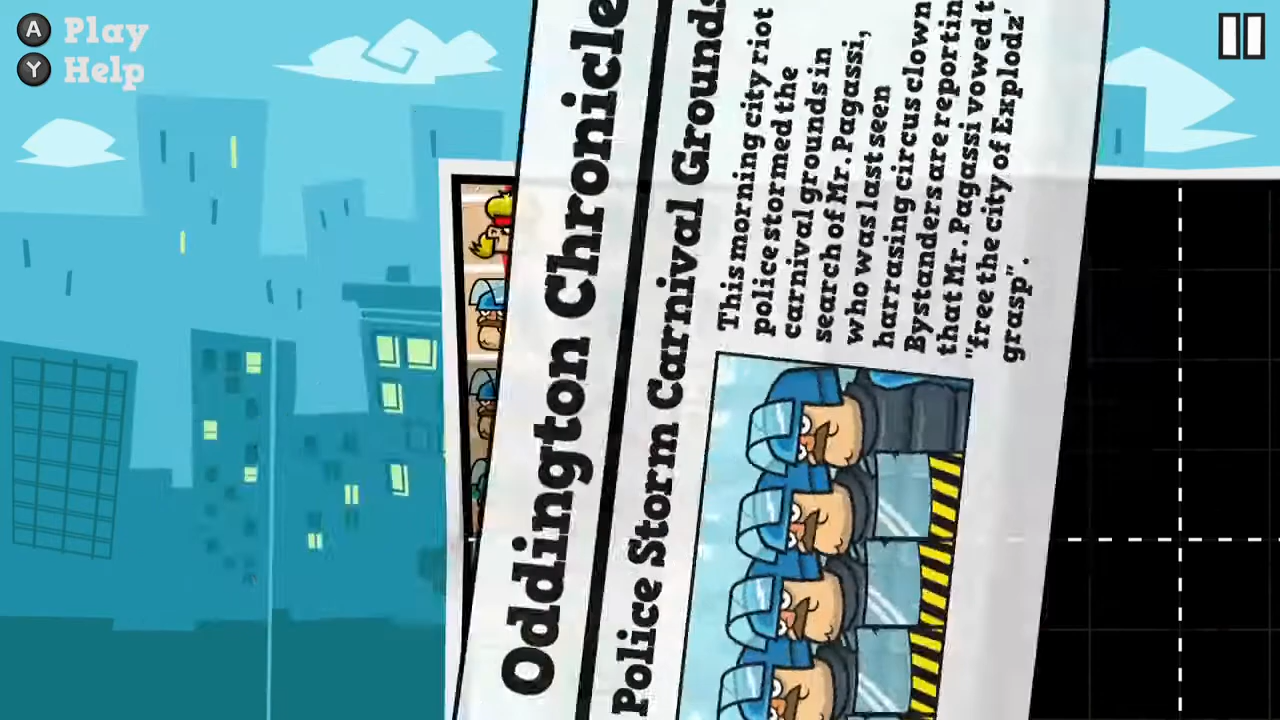 Play
Help
Oddington Chronicle
Police Storm Carnival Grounds
This morning city riot
police stormed the
carnival grounds in
search of Mr. Pagassi,
who was last seen
harrasing circus clown
Bystanders are reportin
that Mr. Pagassi vowed t
"free the city of Explodz'
grasp".